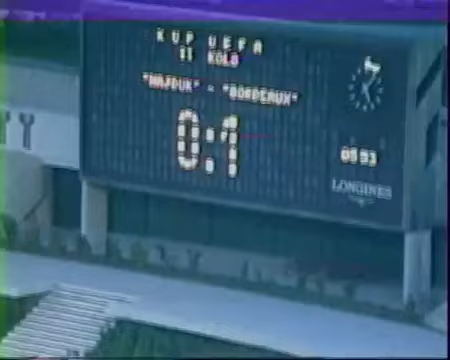 KUP UEFA
II KOLO
"HAJDUK" - "BORDEAUX"
0:1
LONGINES